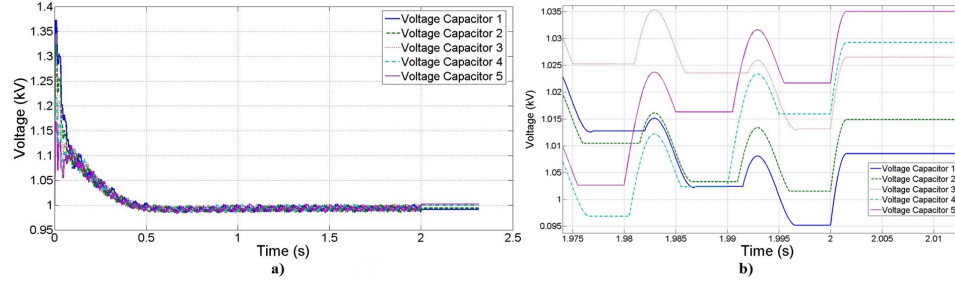 1.4
1.35
1.3
1.25
1.2
1.15
1.1
1.05
1
0.95
Voltage (kV)
0
0.5
1
1.5
2
2.5
Time (s)
Voltage Capacitor 1
Voltage Capacitor 2
Voltage Capacitor 3
Voltage Capacitor 4
Voltage Capacitor 5
a)
1.035
1.03
1.025
1.02
1.015
1.01
1.05
1.00
0.095
Voltage (kV)
1.975
1.98
1.985
1.99
1.995
2
2.005
2.01
Time (s)
Voltage Capacitor 1
Voltage Capacitor 2
Voltage Capacitor 3
Voltage Capacitor 4
Voltage Capacitor 5
b)